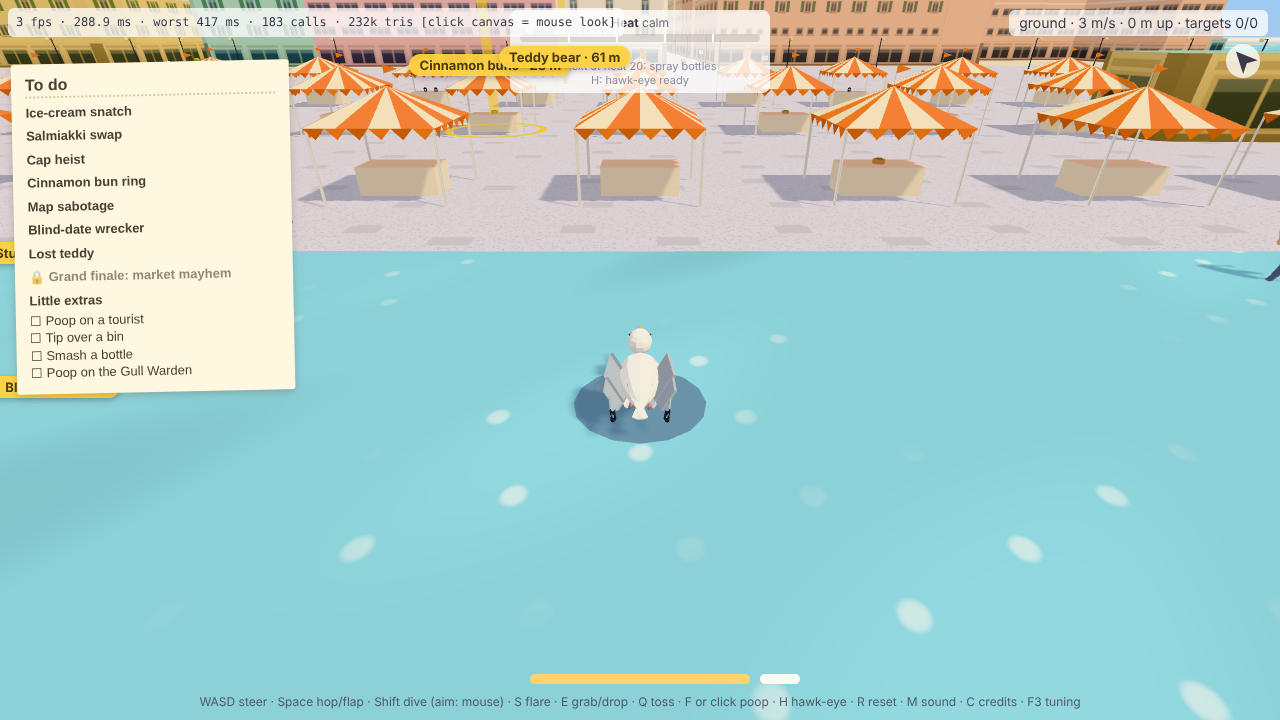 3 fps · 288.9 ms · worst 417 ms · 183 calls · 232k tris [click canvas = mouse look]
calm
ground · 3 m/s · 0 m up · targets 0/0
Teddy bear · 61 m
Cinnamon
at heat 20: spray bottles
H: hawk-eye ready
To do
Ice-cream snatch
Salmiakki swap
Cap heist
Cinnamon bun ring
Map sabotage
Blind-date wrecker
Lost teddy
Grand finale: market mayhem
Little extras
☐ Poop on a tourist
☐ Tip over a bin
☐ Smash a bottle
☐ Poop on the Gull Warden
WASD steer · Space hop/flap · Shift dive (aim: mouse) · S flare · E grab/drop · Q toss · F or click poop · H hawk-eye · R reset · M sound · C credits · F3 tuning